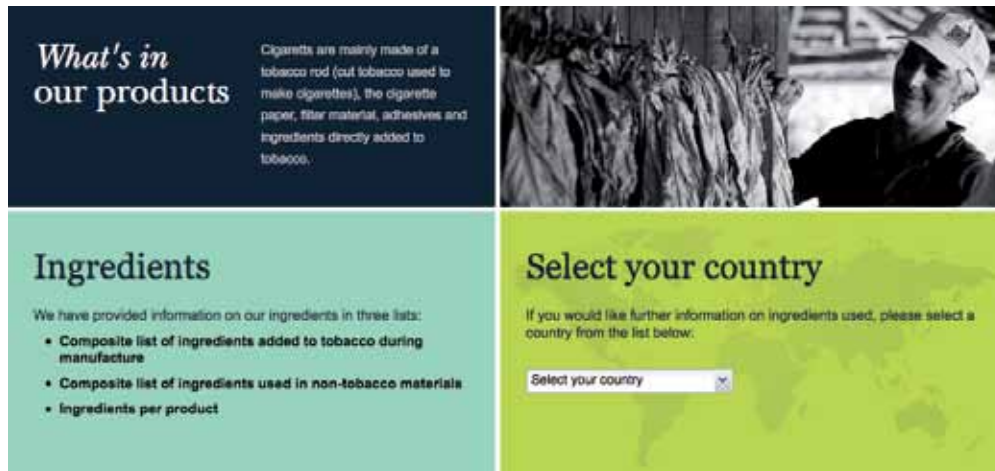 What's in
our products
Cigaretts are mainly made of a
tobacco rod (cut tobacco used to
make cigarettes), the cigarette
paper, filter material, adhesives and
ingredients directly added to
tobacco.
Ingredients
We have provided information on our ingredients in three lists:
• Composite list of ingredients added to tobacco during
manufacture
• Composite list of ingredients used in non-tobacco materials
• Ingredients per product
Select your country
If you would like further information on ingredients used, please select a
country from the list below:
Select your country